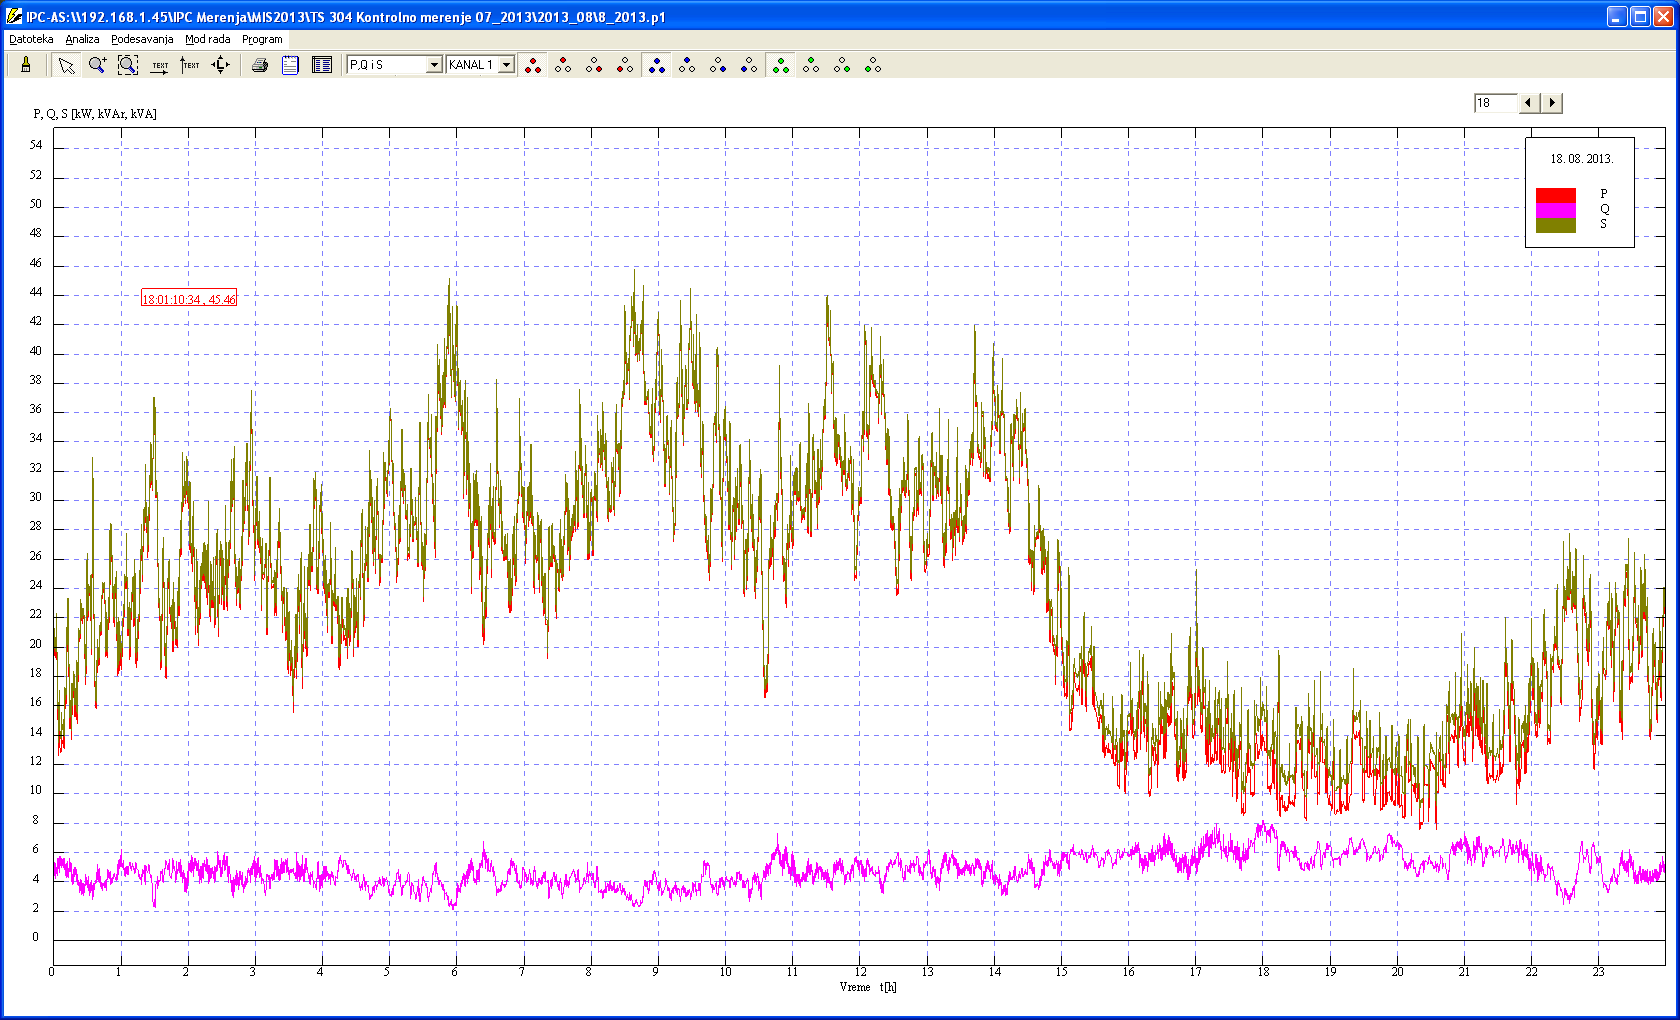 IPC-AS:\\192.168.1.45\IPC Merenja\MIS2013\TS 304 Kontrolno merenje 07_2013\2013_08\8_2013.p1
Datoteka Analiza Podesavanja Mod rada Program
TEXT TEXT P,Q i S KANAL 1
18
P, Q, S [kW, kVAr, kVA]
18. 08. 2013.
P
Q
S
18:01:10:34 , 45.46
54
52
50
48
46
44
42
40
38
36
34
32
30
28
26
24
22
20
18
16
14
12
10
8
6
4
2
0
0 1 2 3 4 5 6 7 8 9 10 11 12 13 14 15 16 17 18 19 20 21 22 23
Vreme t[h]